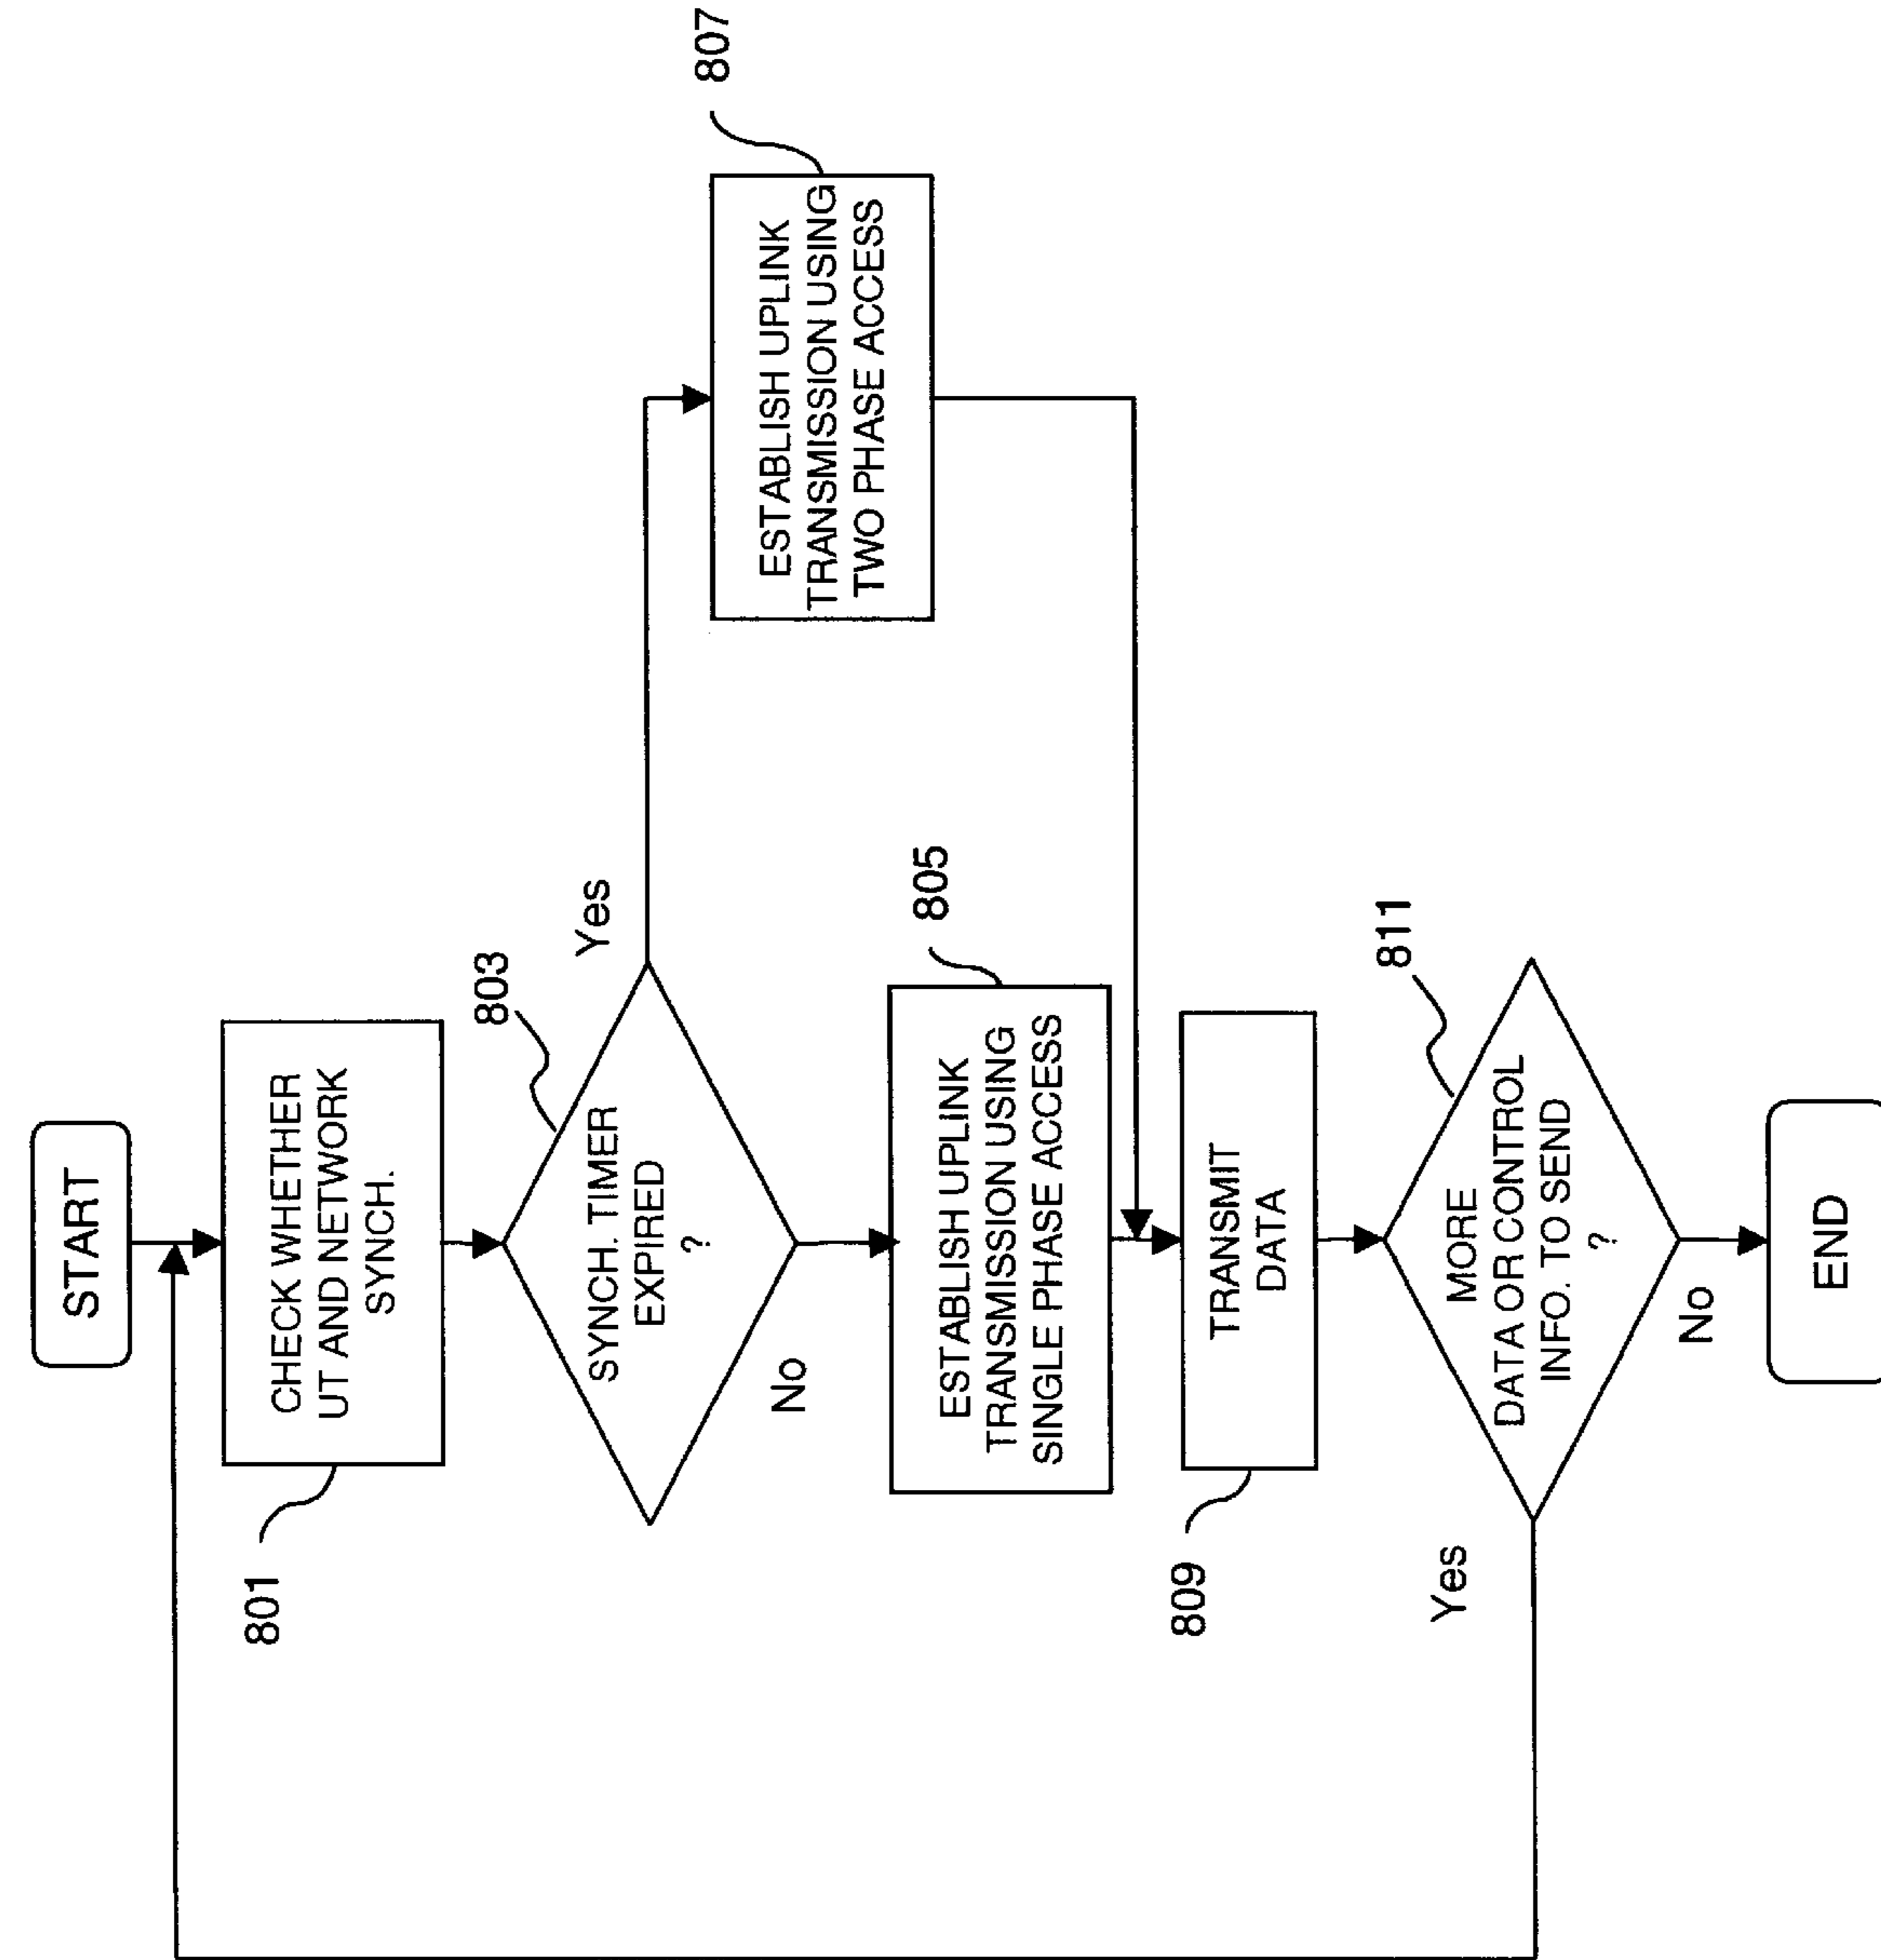 START
801
CHECK WHETHER
UT AND NETWORK
SYNCH.
803
SYNCH. TIMER
EXPIRED
?
Yes
No
807
ESTABLISH UPLINK
TRANSMISSION USING
TWO PHASE ACCESS
805
ESTABLISH UPLINK
TRANSMISSION USING
SINGLE PHASE ACCESS
809
TRANSMIT
DATA
811
MORE
DATA OR CONTROL
INFO. TO SEND
?
Yes
No
END